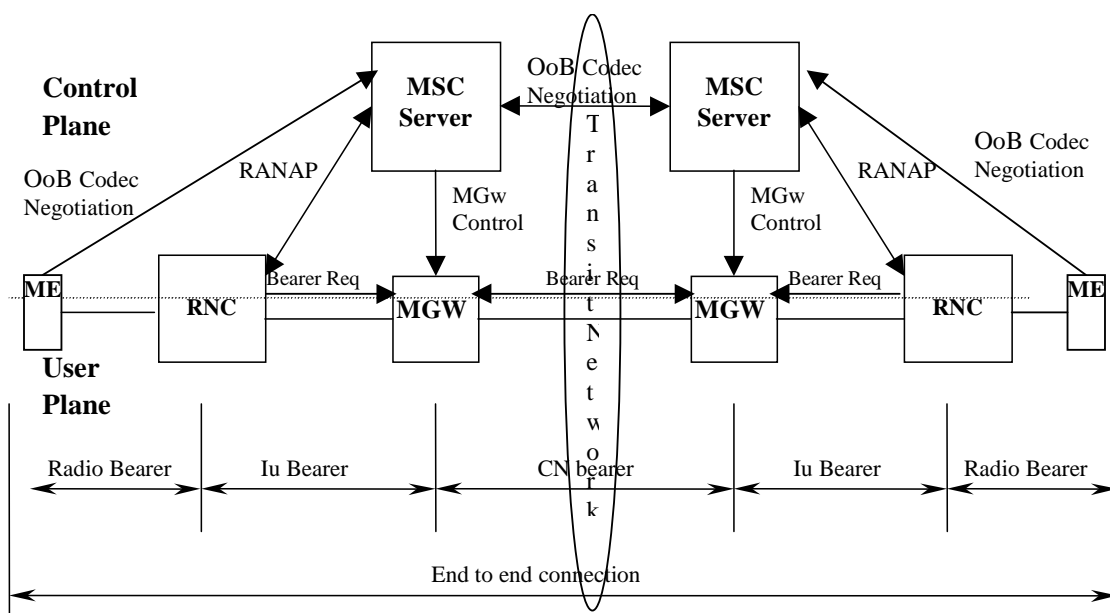 Control
Plane
MSC
Server
OoB Codec
Negotiation
MSC
Server
OoB Codec
Negotiation
RANAP
MGw
Control
MGw
Control
RANAP
OoB Codec
Negotiation
Transit Network
ME
RNC
Bearer Req
MGW
Bearer Req
MGW
Bearer Req
RNC
ME
User
Plane
Radio Bearer
Iu Bearer
CN bearer
Iu Bearer
Radio Bearer
End to end connection